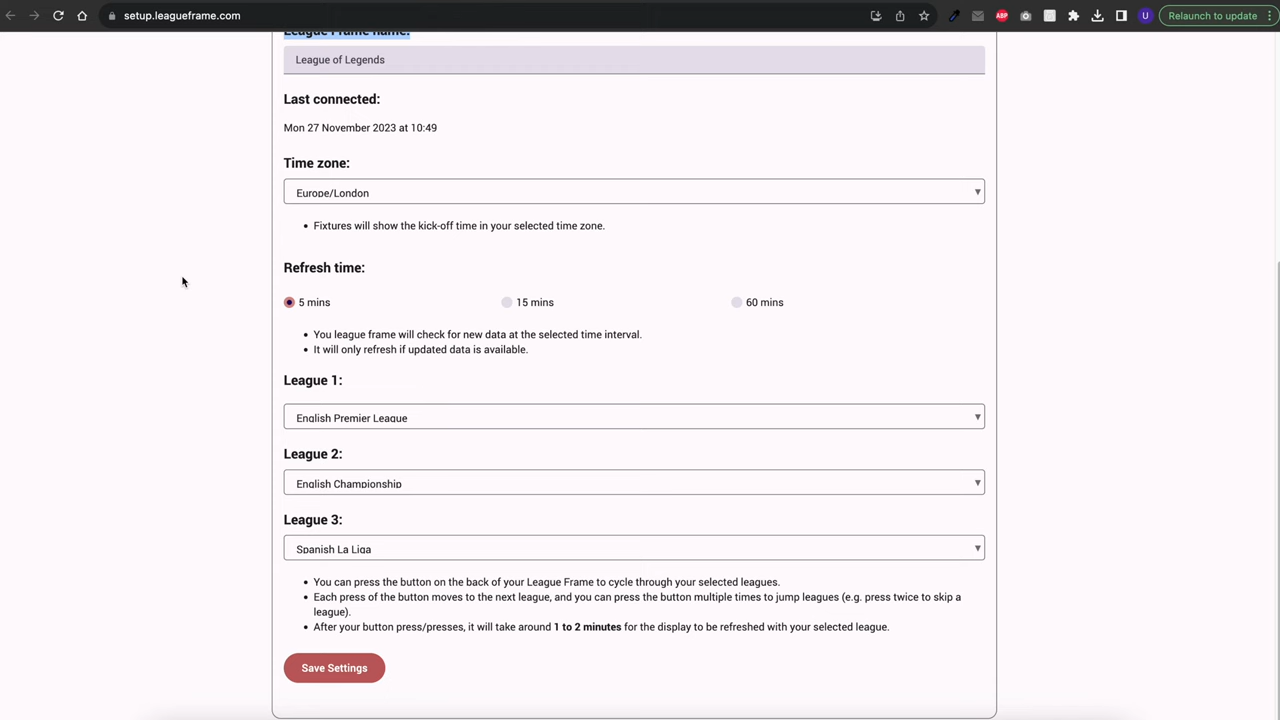 setup.leagueframe.com
ABP
U
Relaunch to update
League Frame name:
League of Legends
Last connected:
Mon 27 November 2023 at 10:49
Time zone:
Europe/London
Fixtures will show the kick-off time in your selected time zone.
Refresh time:
5 mins 15 mins 60 mins
You league frame will check for new data at the selected time interval.
It will only refresh if updated data is available.
League 1:
English Premier League
League 2:
English Championship
League 3:
Spanish La Liga
You can press the button on the back of your League Frame to cycle through your selected leagues.
Each press of the button moves to the next league, and you can press the button multiple times to jump leagues (e.g. press twice to skip a
league).
After your button press/presses, it will take around 1 to 2 minutes for the display to be refreshed with your selected league.
Save Settings